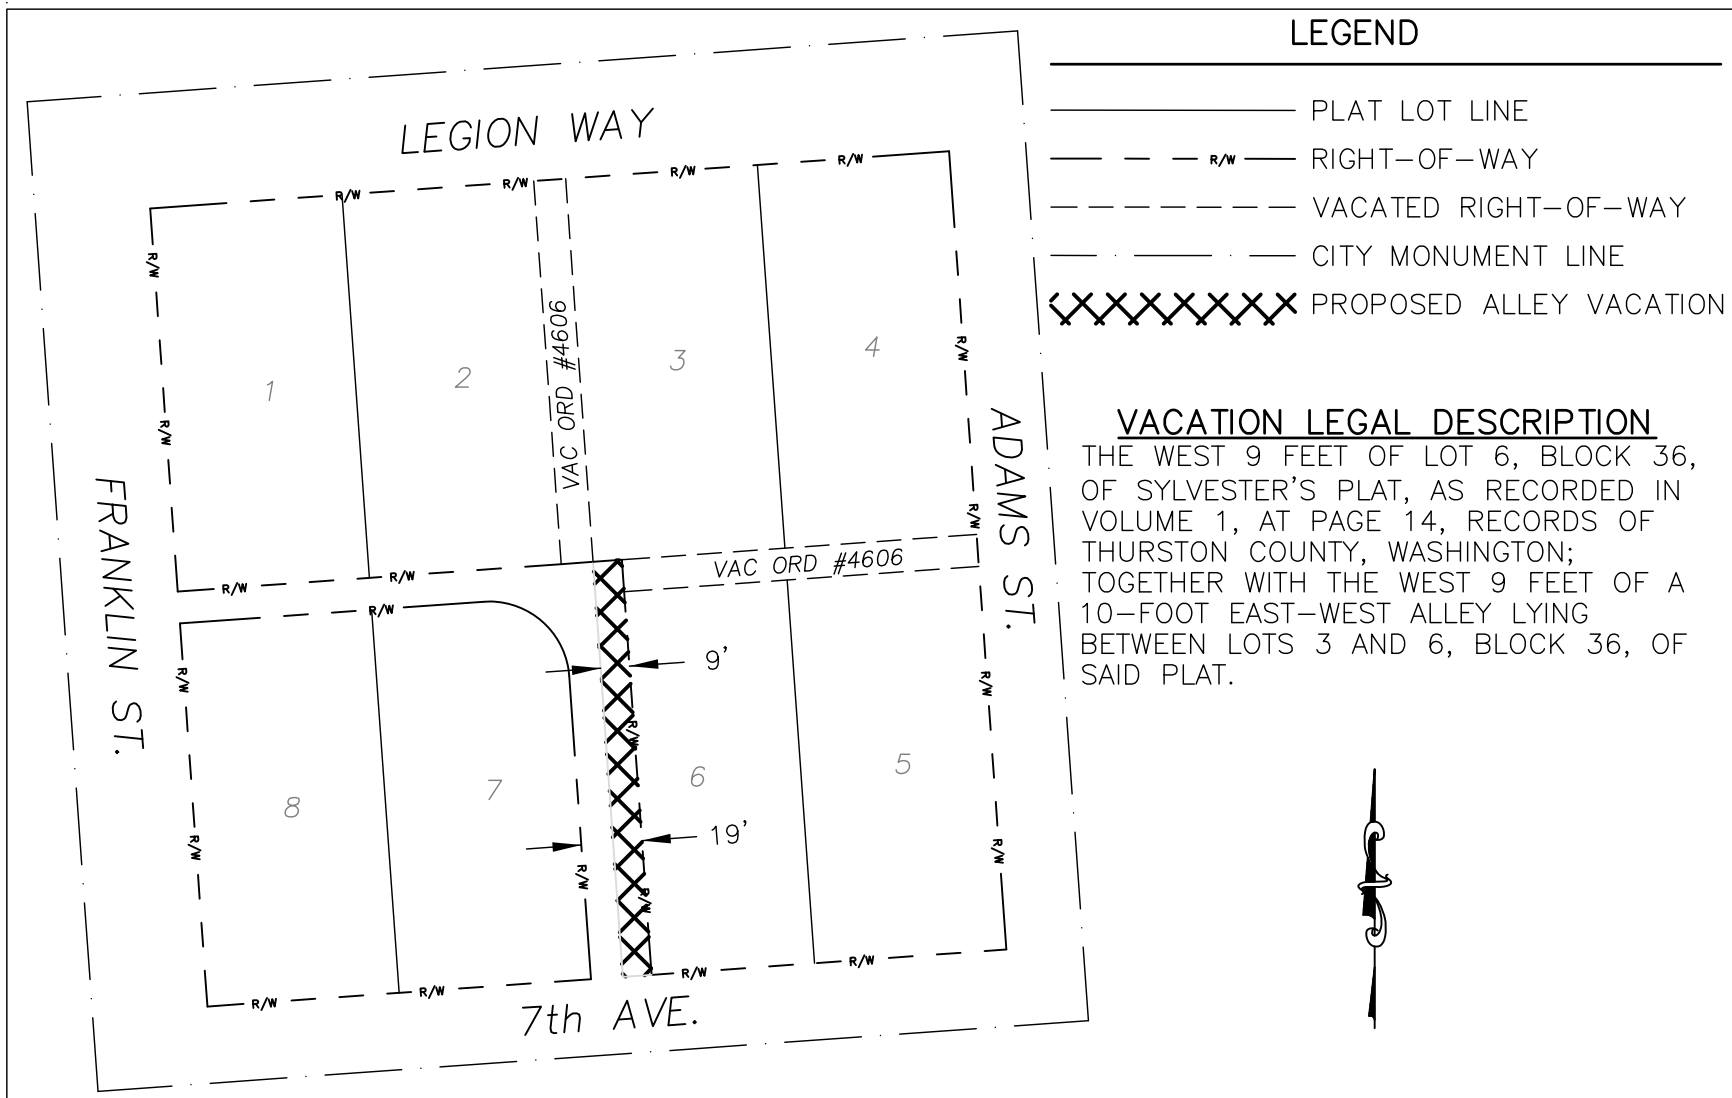 LEGEND
PLAT LOT LINE
R/W RIGHT-OF-WAY
VACATED RIGHT-OF-WAY
CITY MONUMENT LINE
PROPOSED ALLEY VACATION
VACATION LEGAL DESCRIPTION
THE WEST 9 FEET OF LOT 6, BLOCK 36,
OF SYLVESTER'S PLAT, AS RECORDED IN
VOLUME 1, AT PAGE 14, RECORDS OF
THURSTON COUNTY, WASHINGTON;
TOGETHER WITH THE WEST 9 FEET OF A
10-FOOT EAST-WEST ALLEY LYING
BETWEEN LOTS 3 AND 6, BLOCK 36, OF
SAID PLAT.
LEGION WAY
R/W
R/W
R/W
R/W
R/W
R/W
R/W
R/W
1
2
VAC ORD #4606
3
4
FRANKLIN ST.
ADAMS ST.
VAC ORD #4606
R/W
R/W
R/W
R/W
R/W
9'
R/W
8
7
6
5
19'
R/W
R/W
R/W
R/W
R/W
R/W
R/W
R/W
7th AVE.